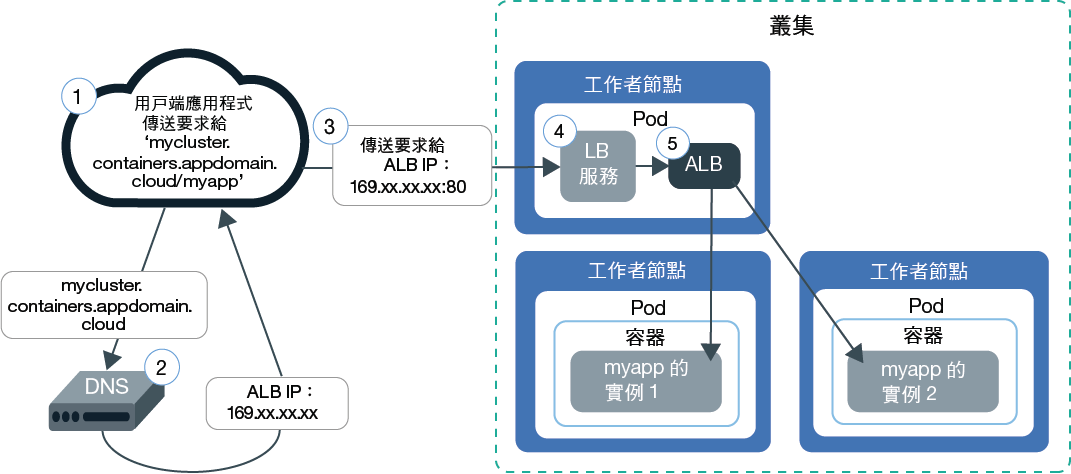 叢集
1
用戶端應用程式
傳送要求給
‘mycluster.
containers.appdomain.
cloud/myapp’
mycluster.
containers.appdomain.
cloud
2
DNS
ALB IP：
169.xx.xx.xx
3
傳送要求給
ALB IP：
169.xx.xx.xx:80
工作者節點
Pod
4
LB
服務
5
ALB
工作者節點
Pod
容器
myapp 的
實例 1
工作者節點
Pod
容器
myapp 的
實例 2